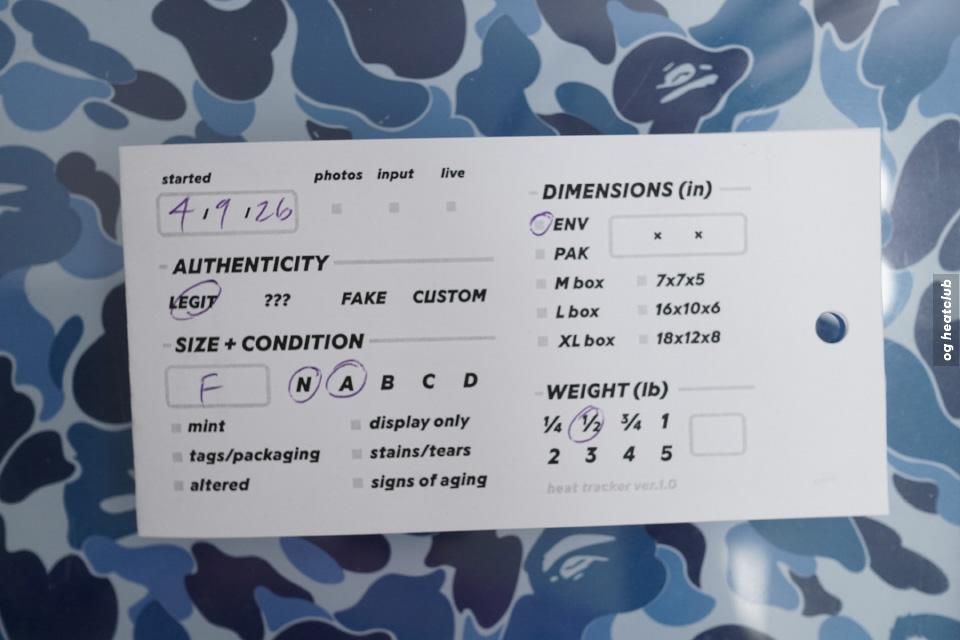 started
photos input live
4/9/26
AUTHENTICITY
LEGIT ??? FAKE CUSTOM
SIZE + CONDITION
F N A B C D
mint
tags/packaging
altered
display only
stains/tears
signs of aging
DIMENSIONS (in)
ENV × ×
PAK
M box 7x7x5
L box 16x10x6
XL box 18x12x8
WEIGHT (lb)
¼ ½ ¾ 1
2 3 4 5
heat tracker ver.1.0
og heatclub